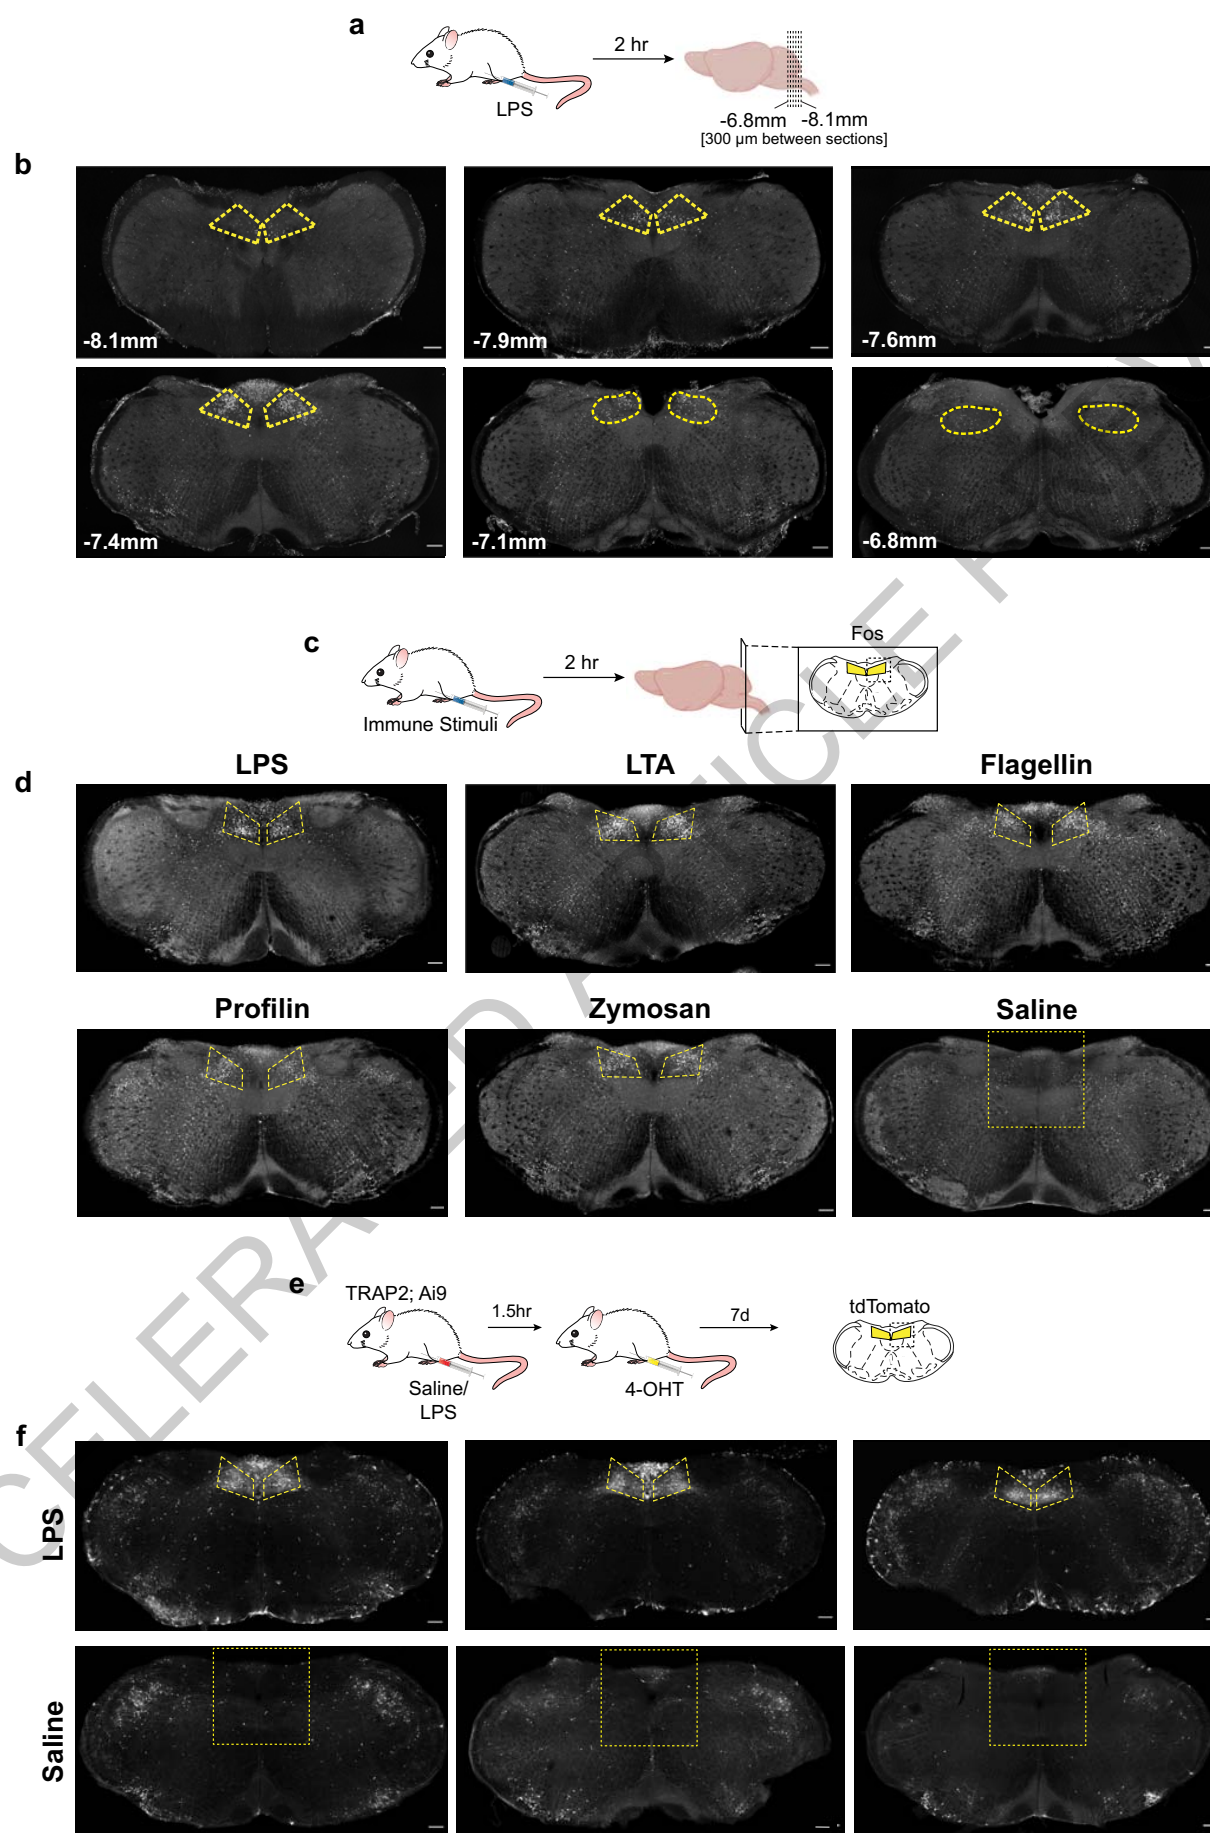 a
2 hr
LPS
-6.8mm -8.1mm
[300 µm between sections]
b
-8.1mm
-7.9mm
-7.6mm
-7.4mm
-7.1mm
-6.8mm
c
2 hr
Fos
Immune Stimuli
d
LPS
LTA
Flagellin
Profilin
Zymosan
Saline
e
TRAP2; Ai9
1.5hr
7d
tdTomato
Saline/
LPS
4-OHT
f
LPS
Saline